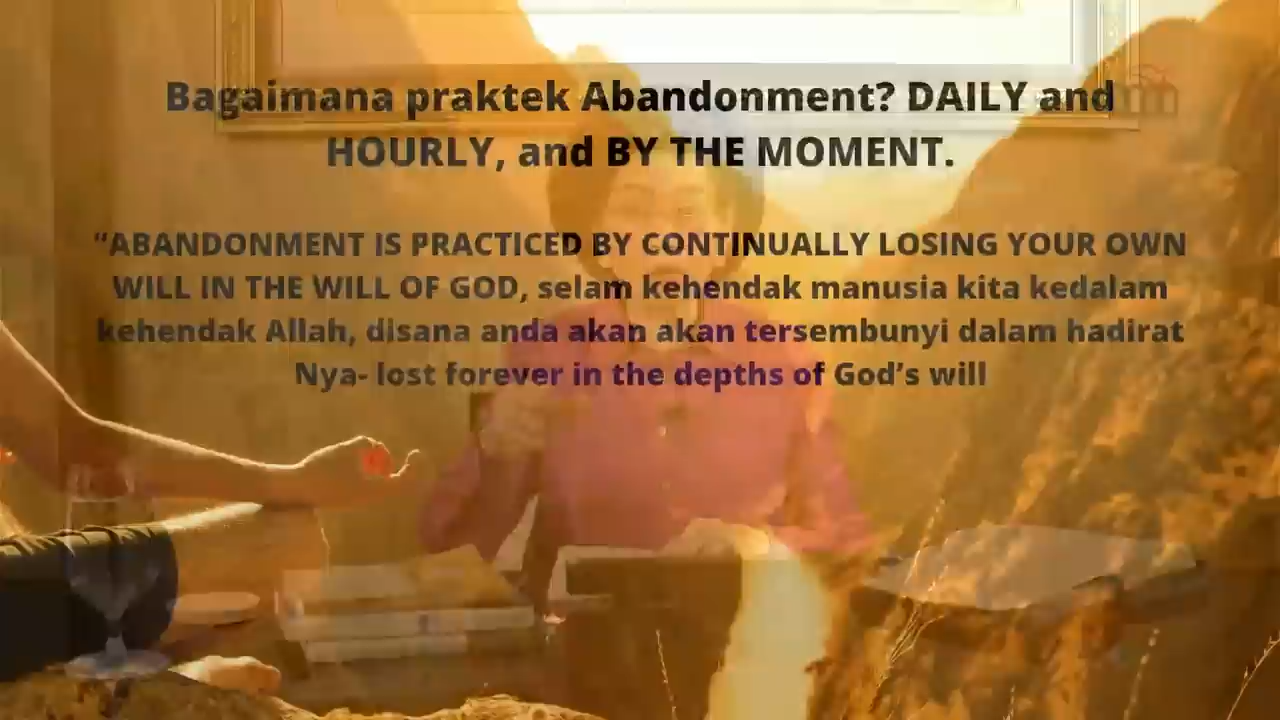 Bagaimana praktek Abandonment? DAILY and
HOURLY, and BY THE MOMENT.
“ABANDONMENT IS PRACTICED BY CONTINUALLY LOSING YOUR OWN
WILL IN THE WILL OF GOD, selam kehendak manusia kita kedalam
kehendak Allah, disana anda akan akan tersembunyi dalam hadirat
Nya- lost forever in the depths of God’s will